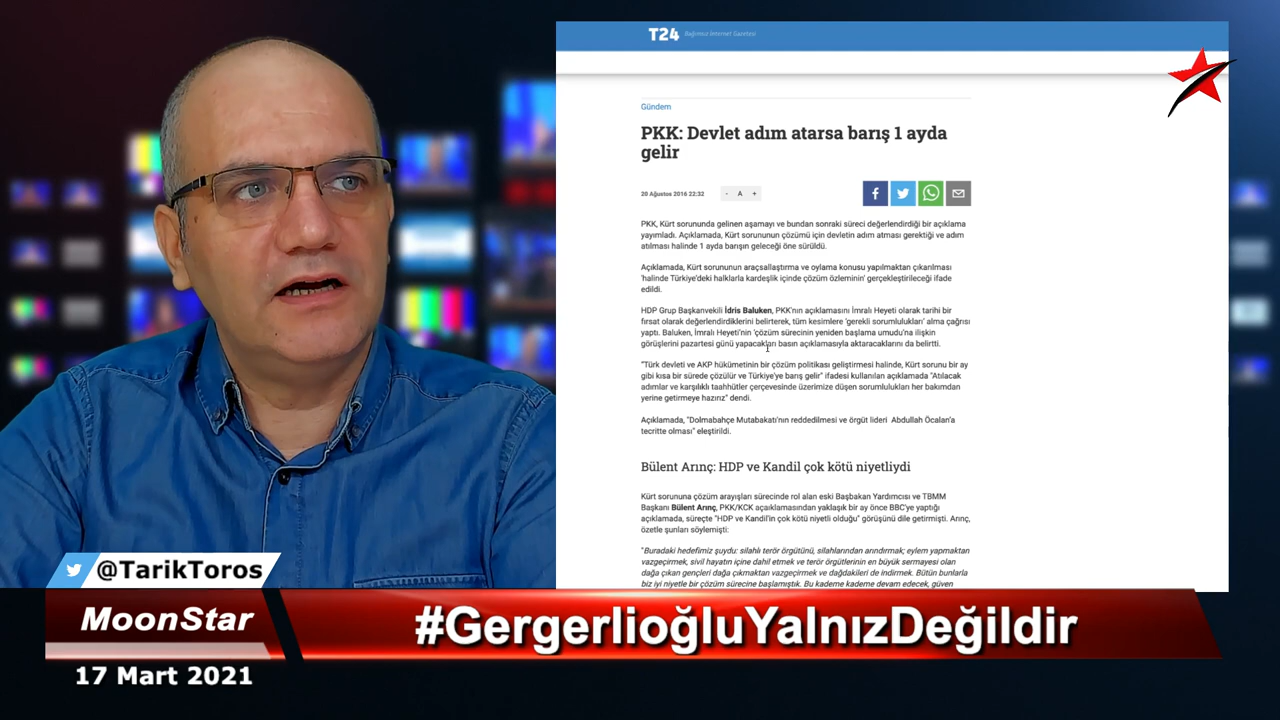 T24 Bağımsız İnternet Gazetesi
Gündem
PKK: Devlet adım atarsa barış 1 ayda
gelir
20 Ağustos 2016 22:32
- A +
PKK, Kürt sorununda gelinen aşamayı ve bundan sonraki süreci değerlendirdiği bir açıklama
yayımladı. Açıklamada, Kürt sorununun çözümü için devletin adım atması gerektiği ve adım
atılması halinde 1 ayda barışın geleceği öne sürüldü.
Açıklamada, Kürt sorununun araçsallaştırma ve oylama konusu yapılmaktan çıkarılması
'halinde Türkiye'deki halklarla kardeşlik içinde çözüm özleminin' gerçekleştirileceği ifade
edildi.
HDP Grup Başkanvekili İdris Baluken, PKK'nın açıklamasını İmralı Heyeti olarak tarihi bir
fırsat olarak değerlendirdiklerini belirterek, tüm kesimlere 'gerekli sorumlulukları' alma çağrısı
yaptı. Baluken, İmralı Heyeti'nin 'çözüm sürecinin yeniden başlama umudu'na ilişkin
görüşlerini pazartesi günü yapacakları basın açıklamasıyla aktaracaklarını da belirtti.
"Türk devleti ve AKP hükümetinin bir çözüm politikası geliştirmesi halinde, Kürt sorunu bir ay
gibi kısa bir sürede çözülür ve Türkiye'ye barış gelir" ifadesi kullanılan açıklamada "Atılacak
adımlar ve karşılıklı taahhütler çerçevesinde üzerimize düşen sorumlulukları her bakımdan
yerine getirmeye hazırız" dendi.
Açıklamada, "Dolmabahçe Mutabakatı'nın reddedilmesi ve örgüt lideri Abdullah Öcalan'a
tecritte olması" eleştirildi.
Bülent Arınç: HDP ve Kandil çok kötü niyetliydi
Kürt sorununa çözüm arayışları sürecinde rol alan eski Başbakan Yardımcısı ve TBMM
Başkanı Bülent Arınç, PKK/KCK açaıklamasından yaklaşık bir ay önce BBC'ye yaptığı
açıklamada, süreçte "HDP ve Kandil'in çok kötü niyetli olduğu" görüşünü dile getirmişti. Arınç,
özetle şunları söylemişti:
"Buradaki hedefimiz şuydu: silahlı terör örgütünü, silahlarından arındırmak; eylem yapmaktan
vazgeçirmek, sivil hayatın içine dahil etmek ve terör örgütlerinin en büyük sermayesi olan
dağa çıkan gençleri dağa çıkmaktan vazgeçirmek ve dağdakileri de indirmek. Bütün bunlarla
biz iyi niyetle bir çözüm sürecine başlamıştık. Bu kademe kademe devam edecek, güven
@TarikToros
MoonStar
#GergerlioğluYalnızDeğildir
17 Mart 2021